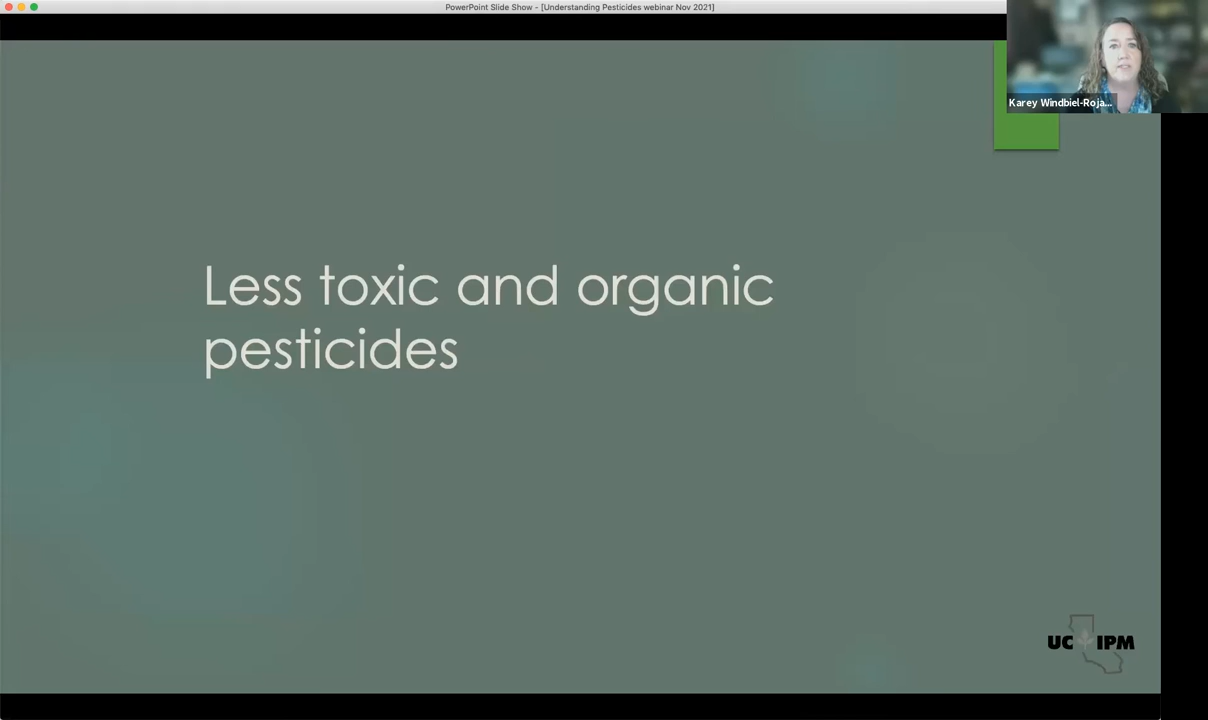 PowerPoint Slide Show - [Understanding Pesticides webinar Nov 2021]
Karey Windbiel-Roja...
Less toxic and organic
pesticides
UC IPM